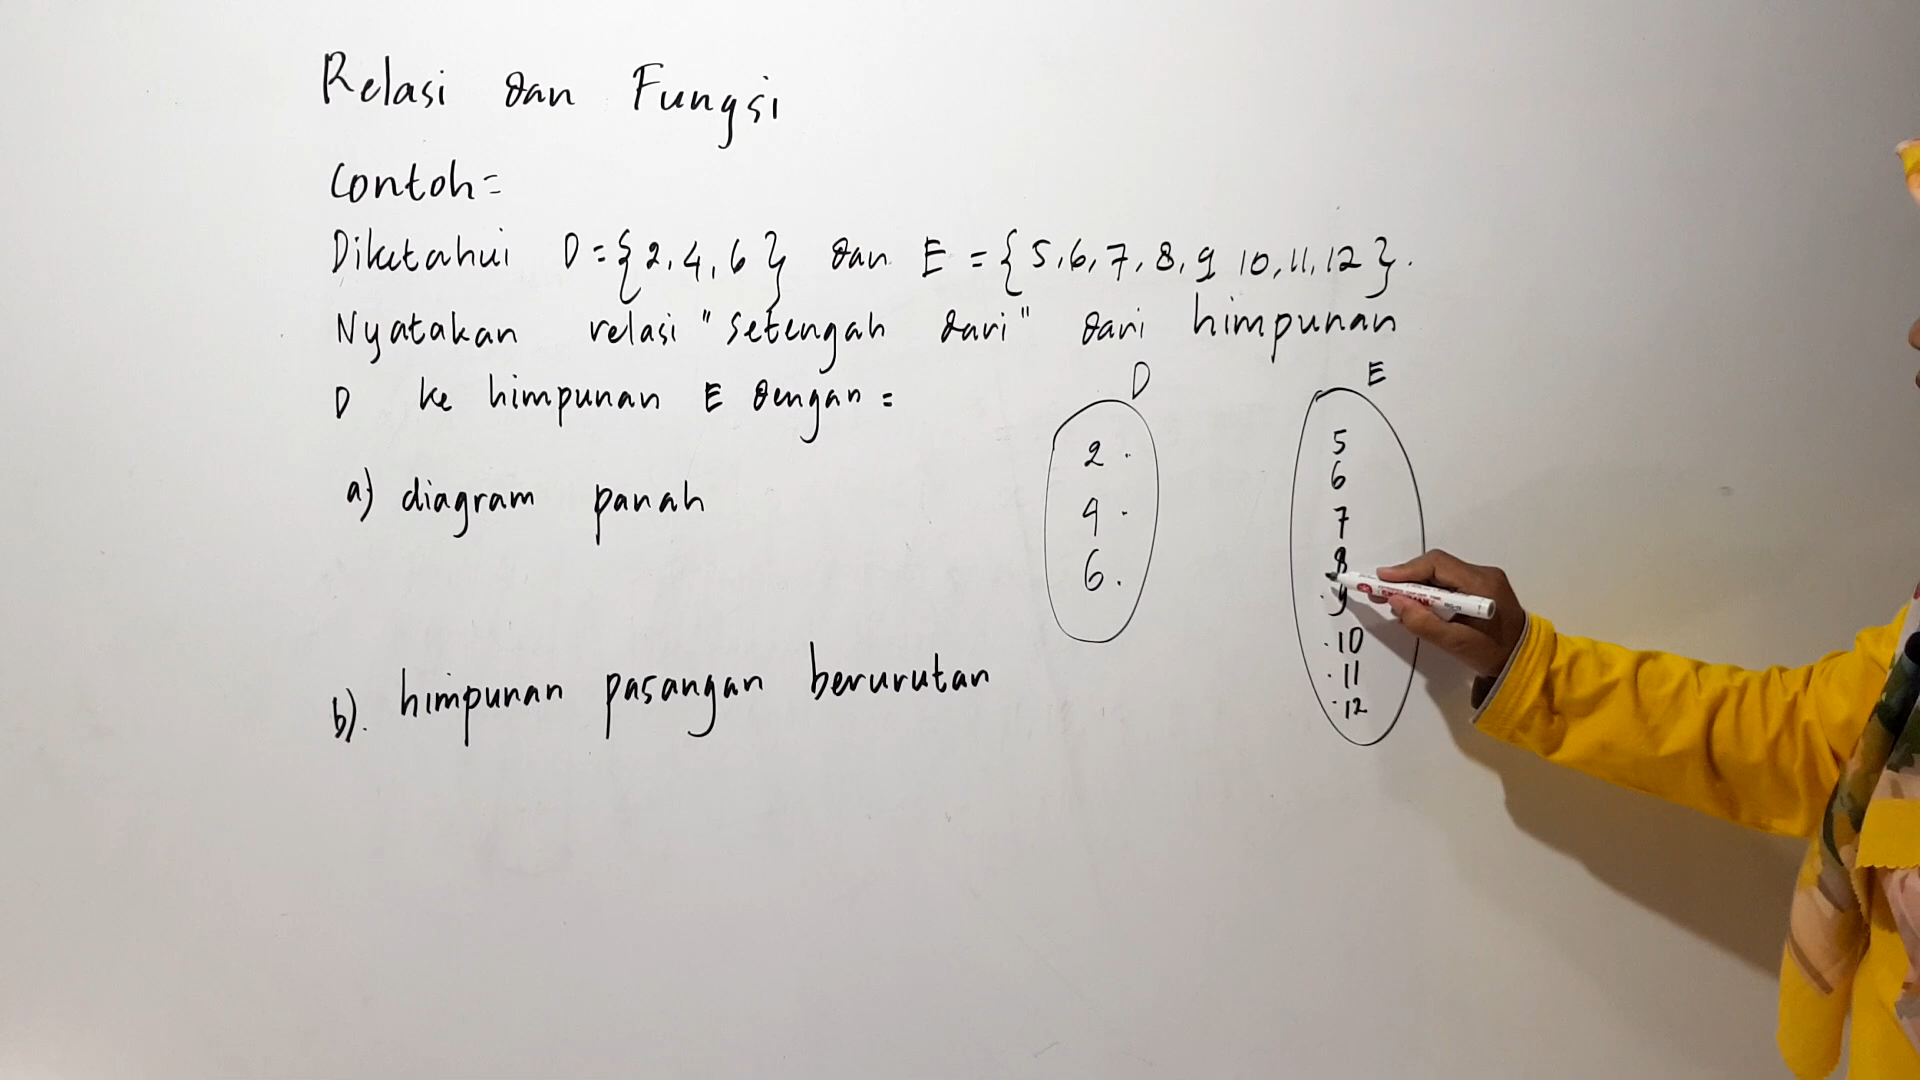 Relasi dan Fungsi
Contoh =
Diketahui D = { 2, 4, 6 } dan E = { 5, 6, 7, 8, 9 10, 11, 12 }.
Nyatakan relasi "setengah dari" dari himpunan
D ke himpunan E dengan =
a) diagram panah
b). himpunan pasangan berurutan
D
2 .
4 .
6 .
E
5
6
7
8
. 9
. 10
. 11
. 12